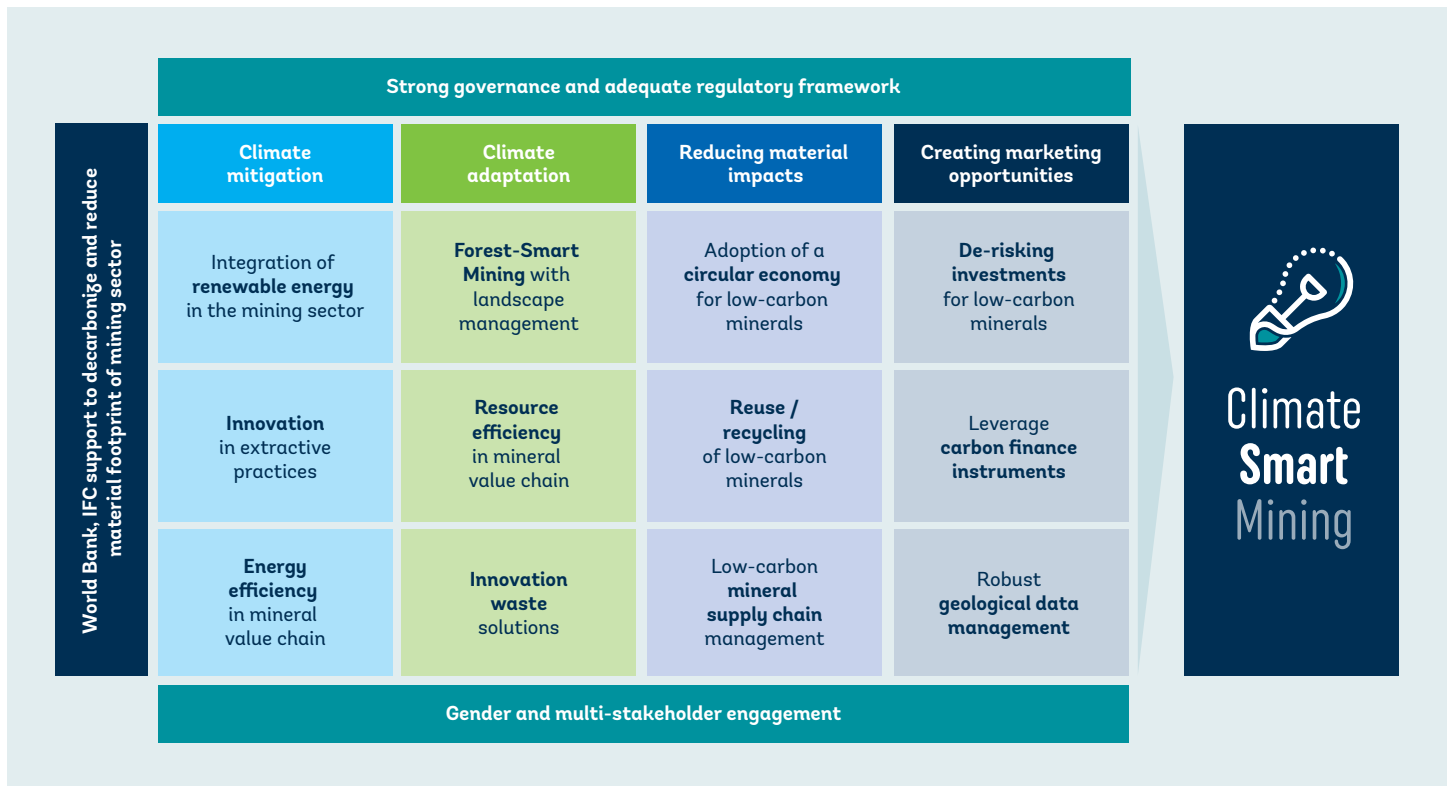 Strong governance and adequate regulatory framework
World Bank, IFC support to decarbonize and reduce
material footprint of mining sector
Climate
mitigation
Climate
adaptation
Reducing material
impacts
Creating marketing
opportunities
Integration of
renewable energy
in the mining sector
Forest-Smart
Mining with
landscape
management
Adoption of a
circular economy
for low-carbon
minerals
De-risking
investments
for low-carbon
minerals
Innovation
in extractive
practices
Resource
efficiency
in mineral
value chain
Reuse /
recycling
of low-carbon
minerals
Leverage
carbon finance
instruments
Energy
efficiency
in mineral
value chain
Innovation
waste
solutions
Low-carbon
mineral
supply chain
management
Robust
geological data
management
Gender and multi-stakeholder engagement
Climate
Smart
Mining